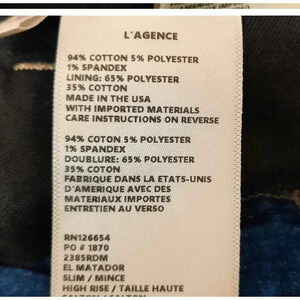 L'AGENCE
94% COTTON 5% POLYESTER
1% SPANDEX
LINING: 65% POLYESTER
35% COTTON
MADE IN THE USA
WITH IMPORTED MATERIALS
CARE INSTRUCTIONS ON REVERSE
94% COTON 5% POLYESTER
1% SPANDEX
DOUBLURE: 65% POLYESTER
35% COTON
FABRIQUE DANS LA ETATS-UNIS
D'AMERIQUE AVEC DES
MATERIAUX IMPORTES
ENTRETIEN AU VERSO
RN126654
PO # 1870
2385RDM
EL MATADOR
SLIM / MINCE
HIGH RISE / TAILLE HAUTE